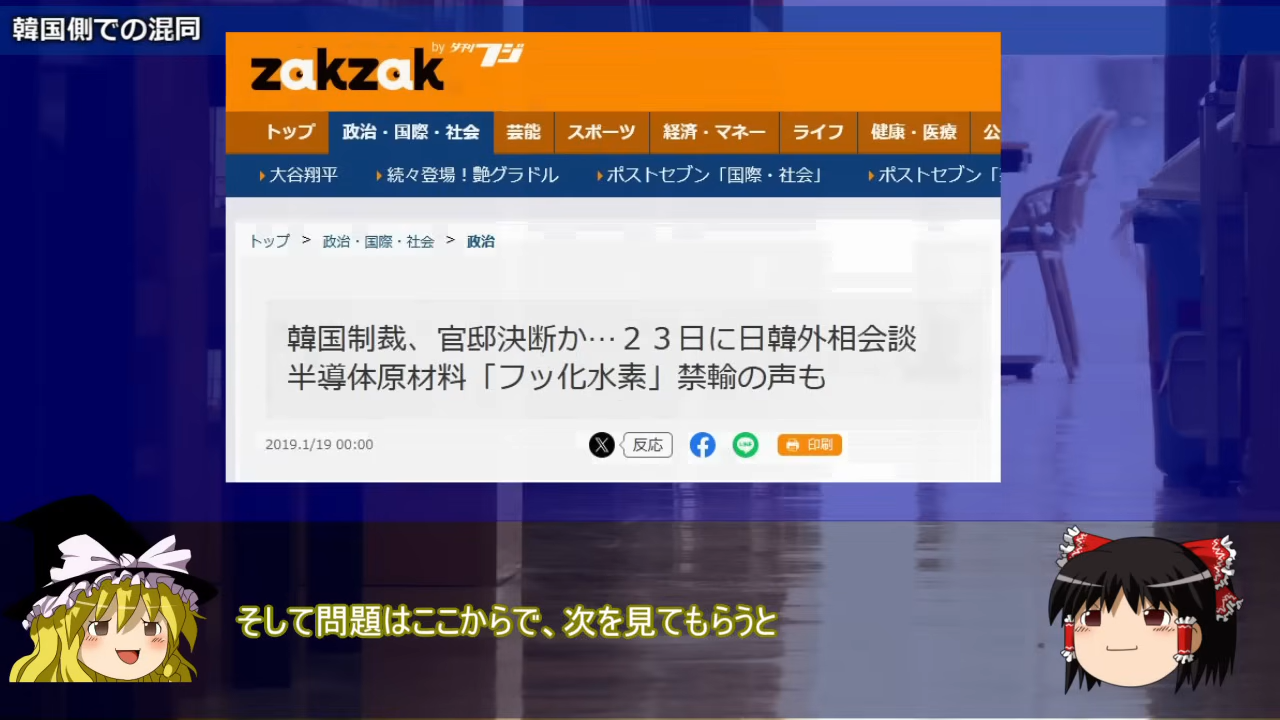 韓国側での混同
zakzak by 夕刊フジ
トップ 政治・国際・社会 芸能 スポーツ 経済・マネー ライフ 健康・医療 公
大谷翔平 続々登場！艶グラドル ポストセブン「国際・社会」 ポストセブン「
トップ > 政治・国際・社会 > 政治
韓国制裁、官邸決断か…２３日に日韓外相会談
半導体原材料「フッ化水素」禁輸の声も
2019.1/19 00:00
反応
印刷
そして問題はここからで、次を見てもらうと